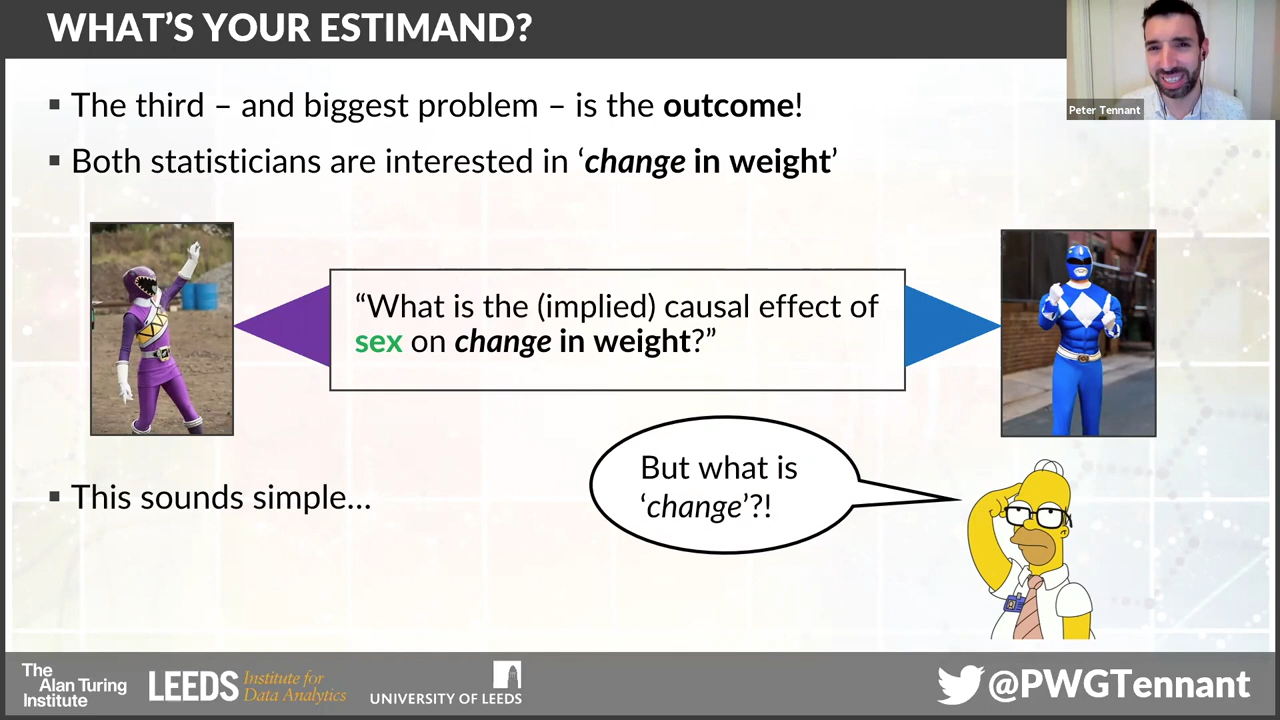 WHAT'S YOUR ESTIMAND?
Peter Tennant
▪ The third – and biggest problem – is the outcome!
▪ Both statisticians are interested in ‘change in weight’
“What is the (implied) causal effect of
sex on change in weight?”
But what is
‘change’?!
▪ This sounds simple…
The
Alan Turing
Institute
LEEDS Institute for
Data Analytics
UNIVERSITY OF LEEDS
@PWGTennant